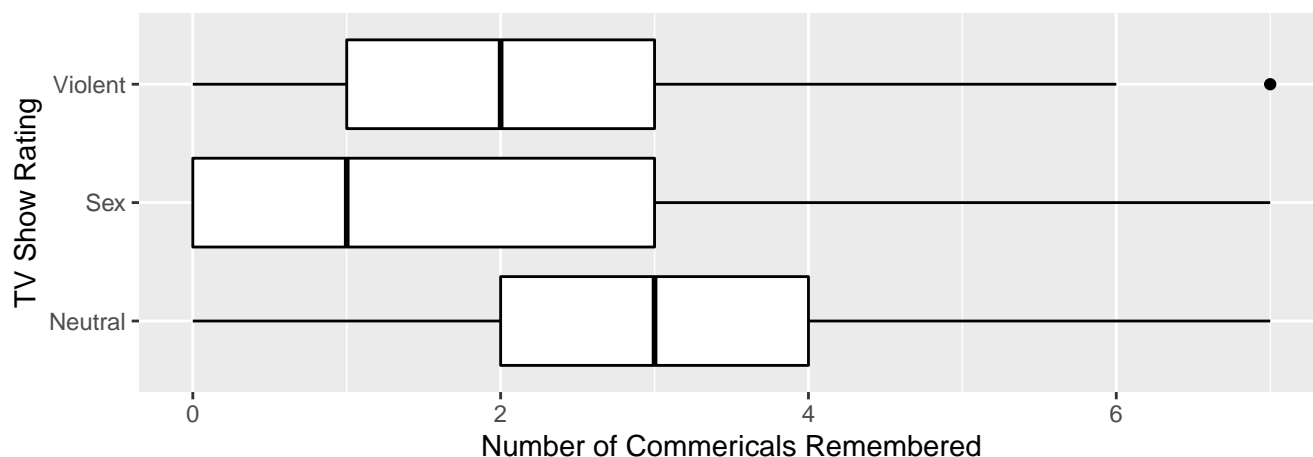 TV Show Rating
Violent
Sex
Neutral
0 2 4 6
Number of Commericals Remembered